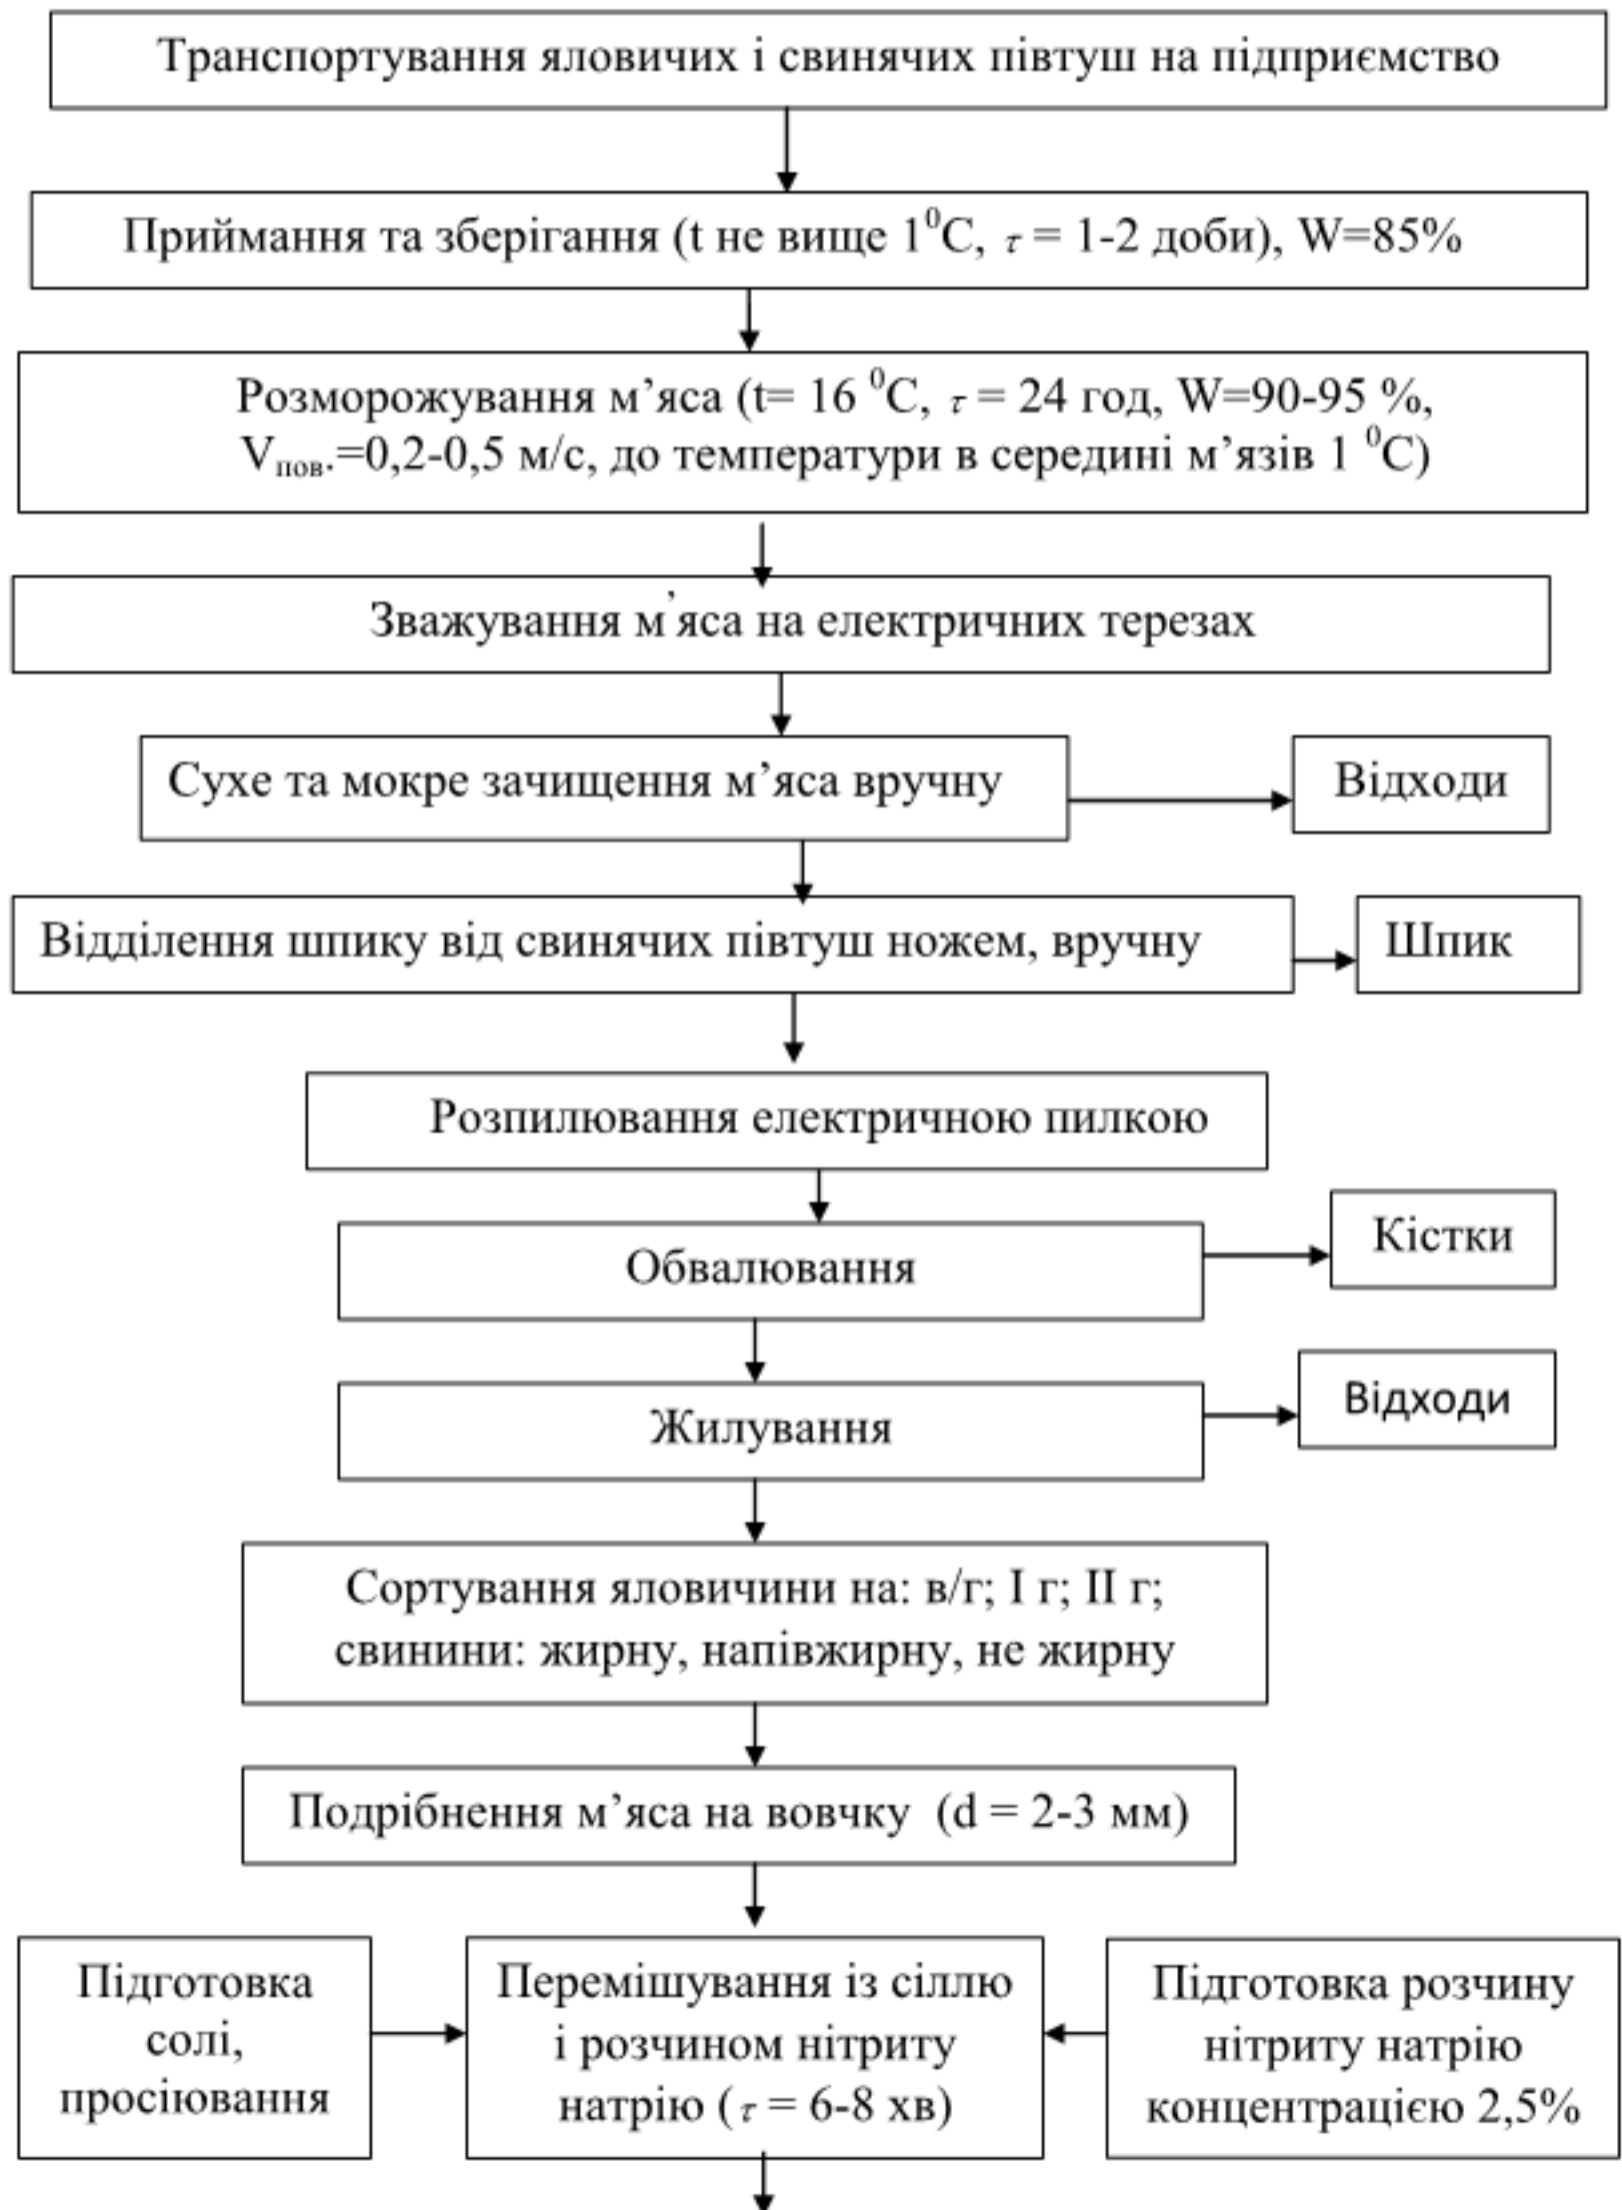 Транспортування яловичих і свинячих півтуш на підприємство
Приймання та зберігання (t не вище 1⁰С, τ = 1-2 доби), W=85%
Розморожування м’яса (t= 16 ⁰С, τ = 24 год, W=90-95 %,
Vпов.=0,2-0,5 м/с, до температури в середині м’язів 1 ⁰С)
Зважування м'яса на електричних терезах
Сухе та мокре зачищення м’яса вручну
Відходи
Відділення шпику від свинячих півтуш ножем, вручну
Шпик
Розпилювання електричною пилкою
Обвалювання
Кістки
Жилування
Відходи
Сортування яловичини на: в/г; І г; ІІ г;
свинини: жирну, напівжирну, не жирну
Подрібнення м’яса на вовчку (d = 2-3 мм)
Підготовка
солі,
просіювання
Перемішування із сіллю
і розчином нітриту
натрію (τ = 6-8 хв)
Підготовка розчину
нітриту натрію
концентрацією 2,5%